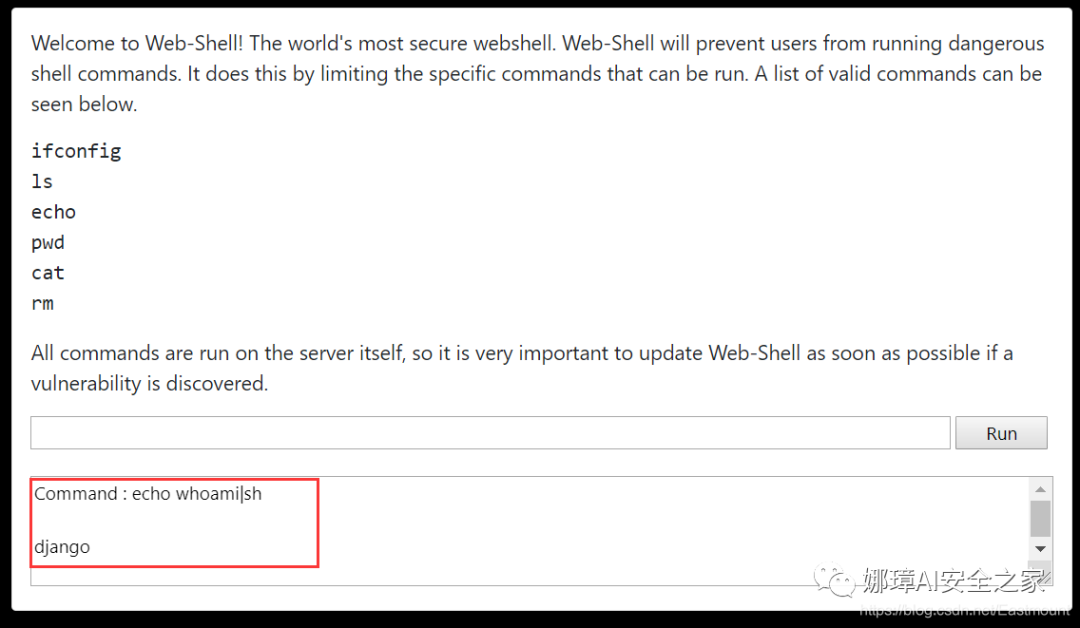 Welcome to Web-Shell! The world's most secure webshell. Web-Shell will prevent users from running dangerous
shell commands. It does this by limiting the specific commands that can be run. A list of valid commands can be
seen below.
ifconfig
ls
echo
pwd
cat
rm
All commands are run on the server itself, so it is very important to update Web-Shell as soon as possible if a
vulnerability is discovered.
Run
Command : echo whoami|sh
django
娜璋AI安全之家
https://blog.csdn.net/Eastmount